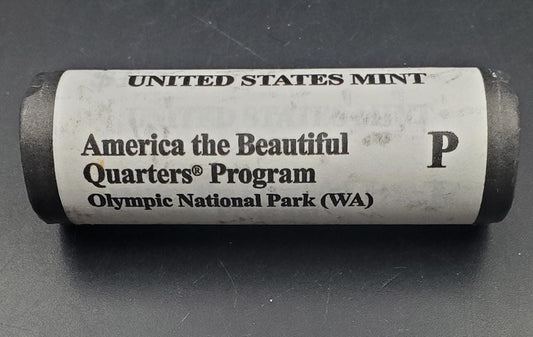 UNITED STATES MINT
America the Beautiful
Quarters® Program
Olympic National Park (WA)
P